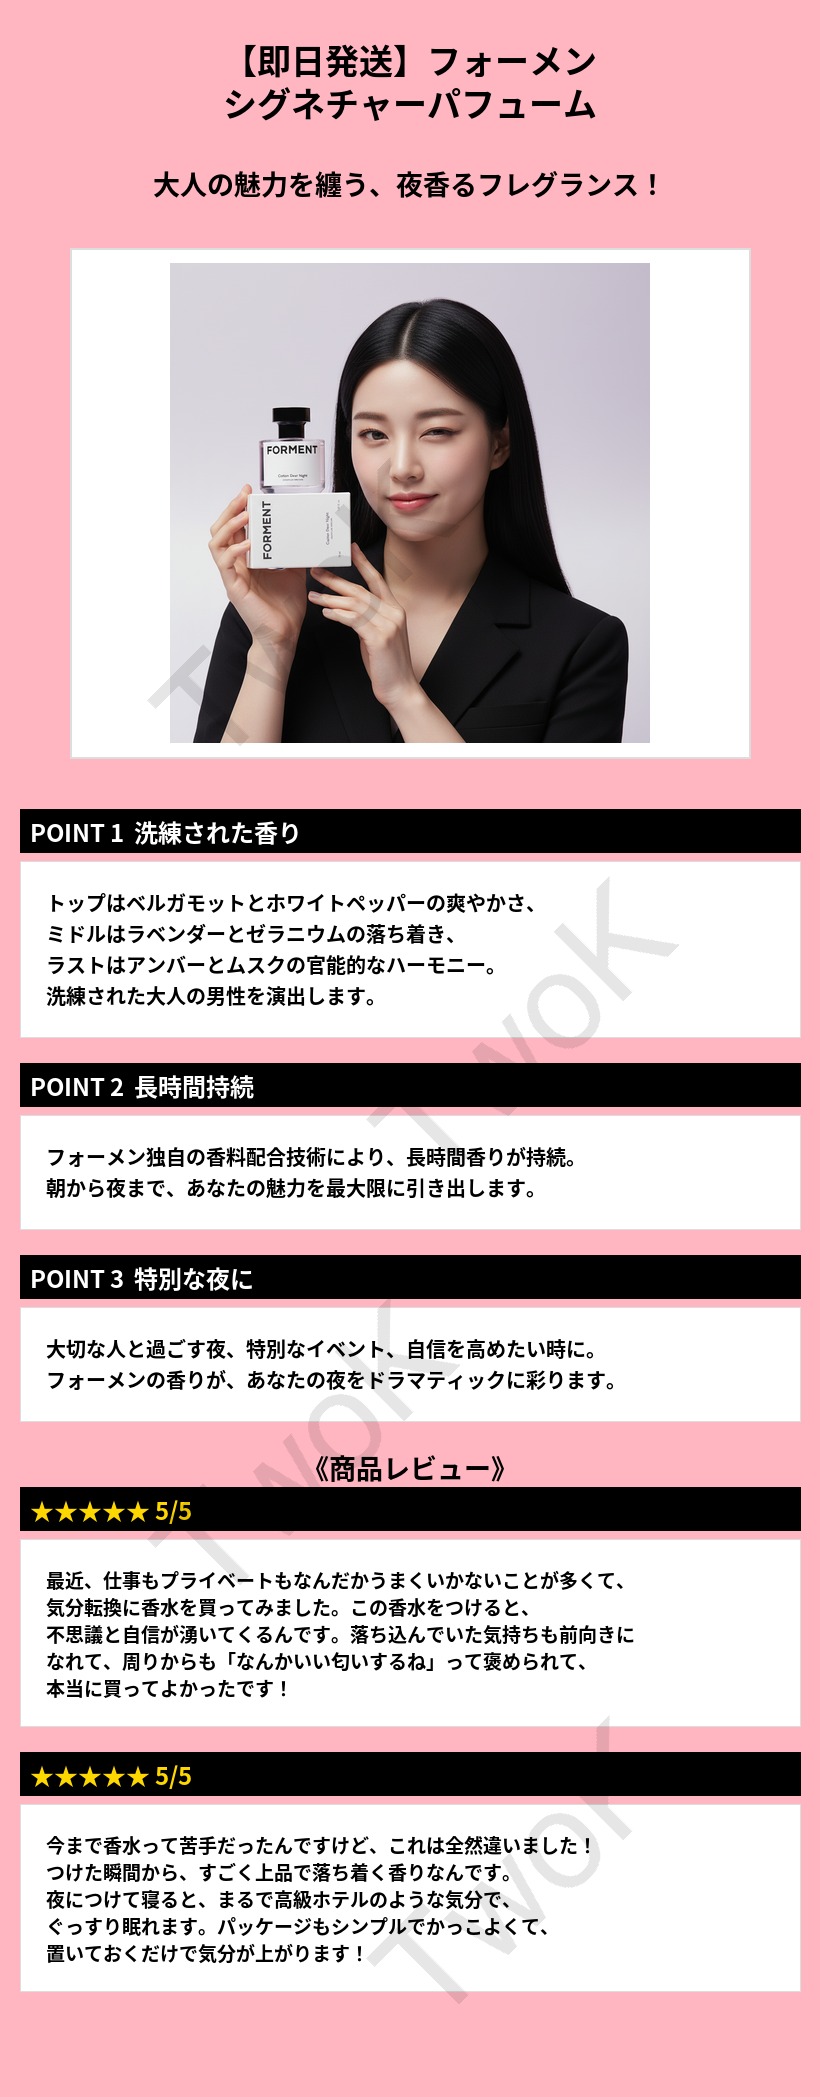 【即日発送】フォーメン
シグネチャーパフューム
大人の魅力を纏う、夜香るフレグランス！
FORMENT
Cotton Dear Night
FORMENT
TwoK
POINT 1 洗練された香り
トップはベルガモットとホワイトペッパーの爽やかさ、
ミドルはラベンダーとゼラニウムの落ち着き、
ラストはアンバーとムスクの官能的なハーモニー。
洗練された大人の男性を演出します。
TwoK
POINT 2 長時間持続
フォーメン独自の香料配合技術により、長時間香りが持続。
朝から夜まで、あなたの魅力を最大限に引き出します。
POINT 3 特別な夜に
大切な人と過ごす夜、特別なイベント、自信を高めたい時に。
フォーメンの香りが、あなたの夜をドラマティックに彩ります。
TwoK
《商品レビュー》
★★★★★ 5/5
最近、仕事もプライベートもなんだかうまくいかないことが多くて、
気分転換に香水を買ってみました。この香水をつけると、
不思議と自信が湧いてくるんです。落ち込んでいた気持ちも前向きに
なれて、周りからも「なんかいい匂いするね」って褒められて、
本当に買ってよかったです！
★★★★★ 5/5
今まで香水って苦手だったんですけど、これは全然違いました！
つけた瞬間から、すごく上品で落ち着く香りなんです。
夜につけて寝ると、まるで高級ホテルのような気分で、
ぐっすり眠れます。パッケージもシンプルでかっこよくて、
置いておくだけで気分が上がります！
TwoK